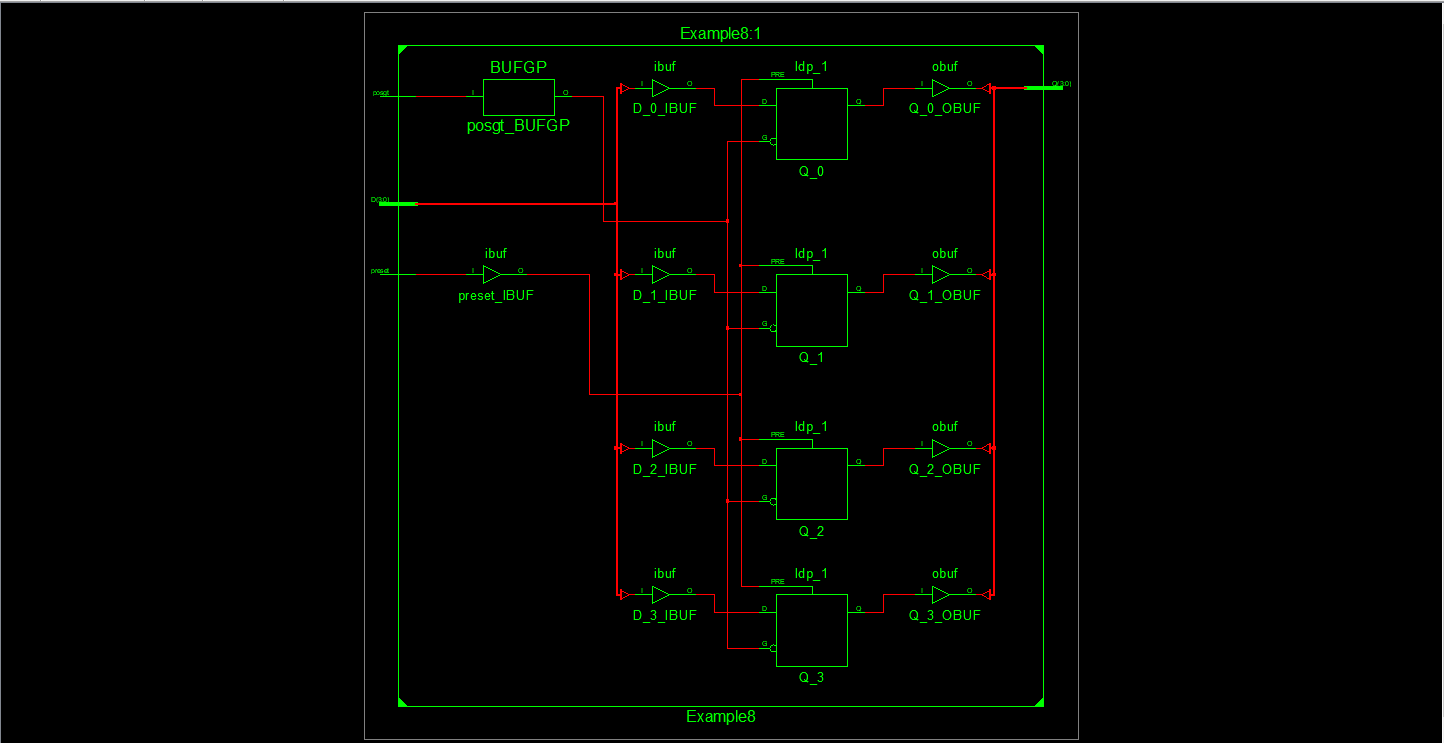 Example8:1
BUFGP
posgt
I
O
posgt_BUFGP
D(3:0)
ibuf
preset
I
O
preset_IBUF
ibuf
I
O
D_0_IBUF
ldp_1
PRE
D
G
Q
Q_0
obuf
I
O
Q_0_OBUF
Q(3:0)
ibuf
I
O
D_1_IBUF
ldp_1
PRE
D
G
Q
Q_1
obuf
I
O
Q_1_OBUF
ibuf
I
O
D_2_IBUF
ldp_1
PRE
D
G
Q
Q_2
obuf
I
O
Q_2_OBUF
ibuf
I
O
D_3_IBUF
ldp_1
PRE
D
G
Q
Q_3
obuf
I
O
Q_3_OBUF
Example8